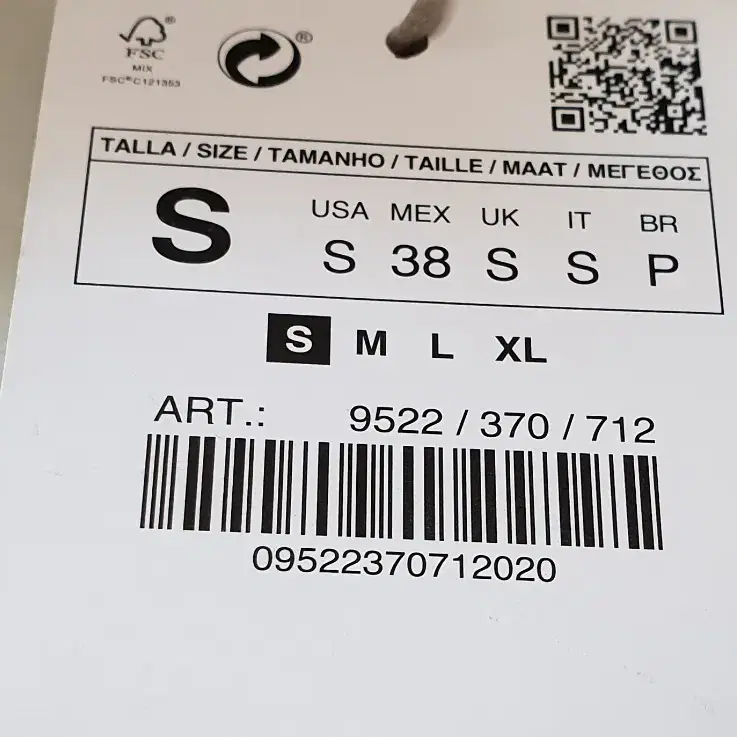 FSC®
MIX
FSC® C121353
®
TALLA / SIZE / TAMANHO / TAILLE / MAAT / ΜΕΓΕΘΟΣ
S
USA MEX UK IT BR
S 38 S S P
S M L XL
ART.: 9522 / 370 / 712
09522370712020